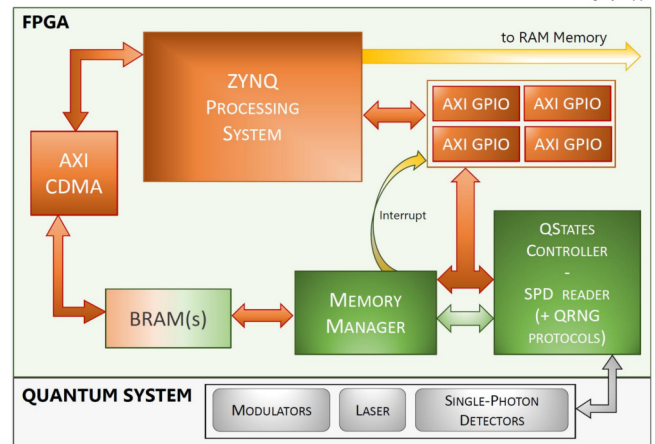 FPGA
to RAM Memory
ZYNQ
PROCESSING
SYSTEM
AXI GPIO
AXI GPIO
AXI GPIO
AXI GPIO
AXI
CDMA
Interrupt
QSTATES
CONTROLLER
-
SPD READER
(+ QRNG
PROTOCOLS)
MEMORY
MANAGER
BRAM(s)
QUANTUM SYSTEM
MODULATORS
LASER
SINGLE-PHOTON
DETECTORS